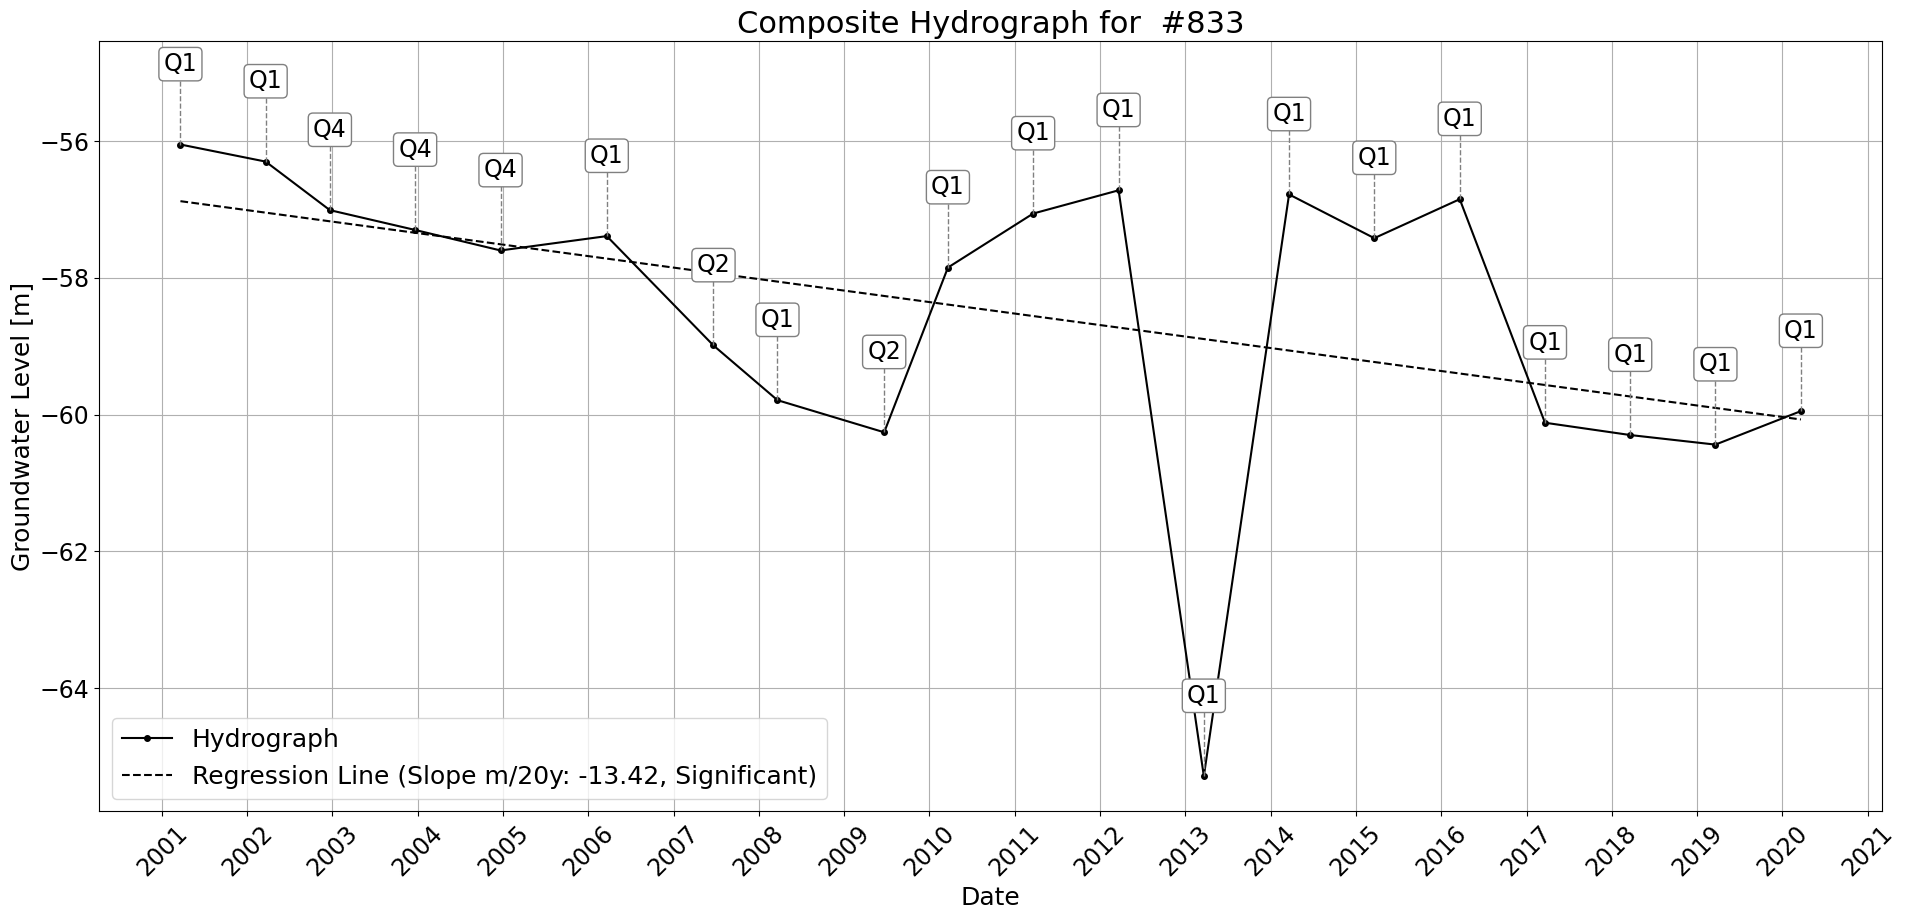 Composite Hydrograph for  #833
Q1
Q1
Q4
Q4
Q4
Q1
Q2
Q1
Q2
Q1
Q1
Q1
Q1
Q1
Q1
Q1
Q1
Q1
Q1
Q1
−56
−58
−60
−62
−64
Groundwater Level [m]
Hydrograph
Regression Line (Slope m/20y: -13.42, Significant)
2001
2002
2003
2004
2005
2006
2007
2008
2009
2010
2011
2012
2013
2014
2015
2016
2017
2018
2019
2020
2021
Date